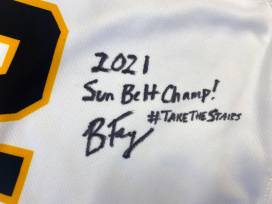 2021
Sun Belt Champ!
#TAKETHESTAIRS